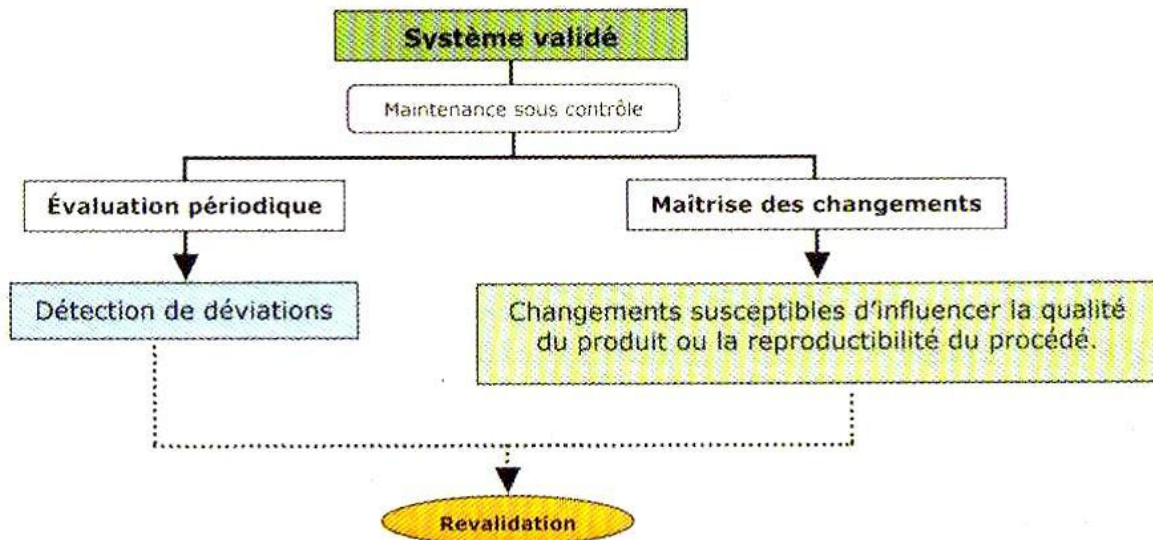 Système validé
Maintenance sous contrôle
Évaluation périodique
Maîtrise des changements
Détection de déviations
Changements susceptibles d'influencer la qualité
du produit ou la reproductibilité du procédé.
Revalidation